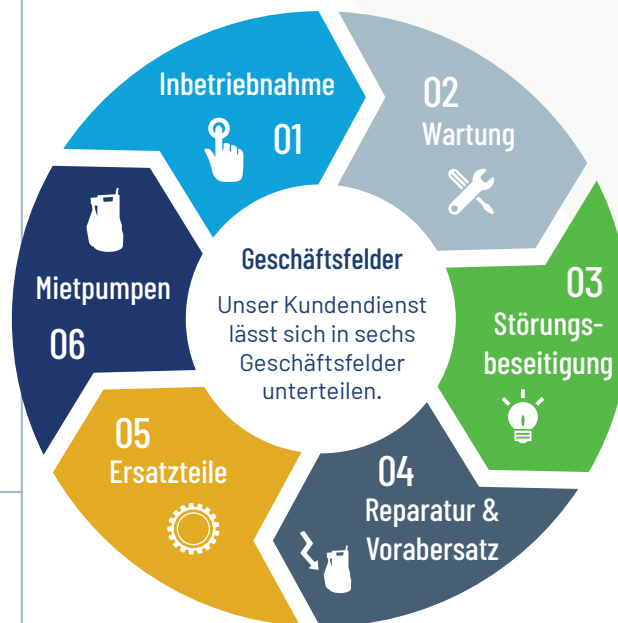 Inbetriebnahme
01
02
Wartung
03
Störungs-
beseitigung
04
Reparatur &
Vorabersatz
05
Ersatzteile
Mietpumpen
06
Geschäftsfelder
Unser Kundendienst
lässt sich in sechs
Geschäftsfelder
unterteilen.